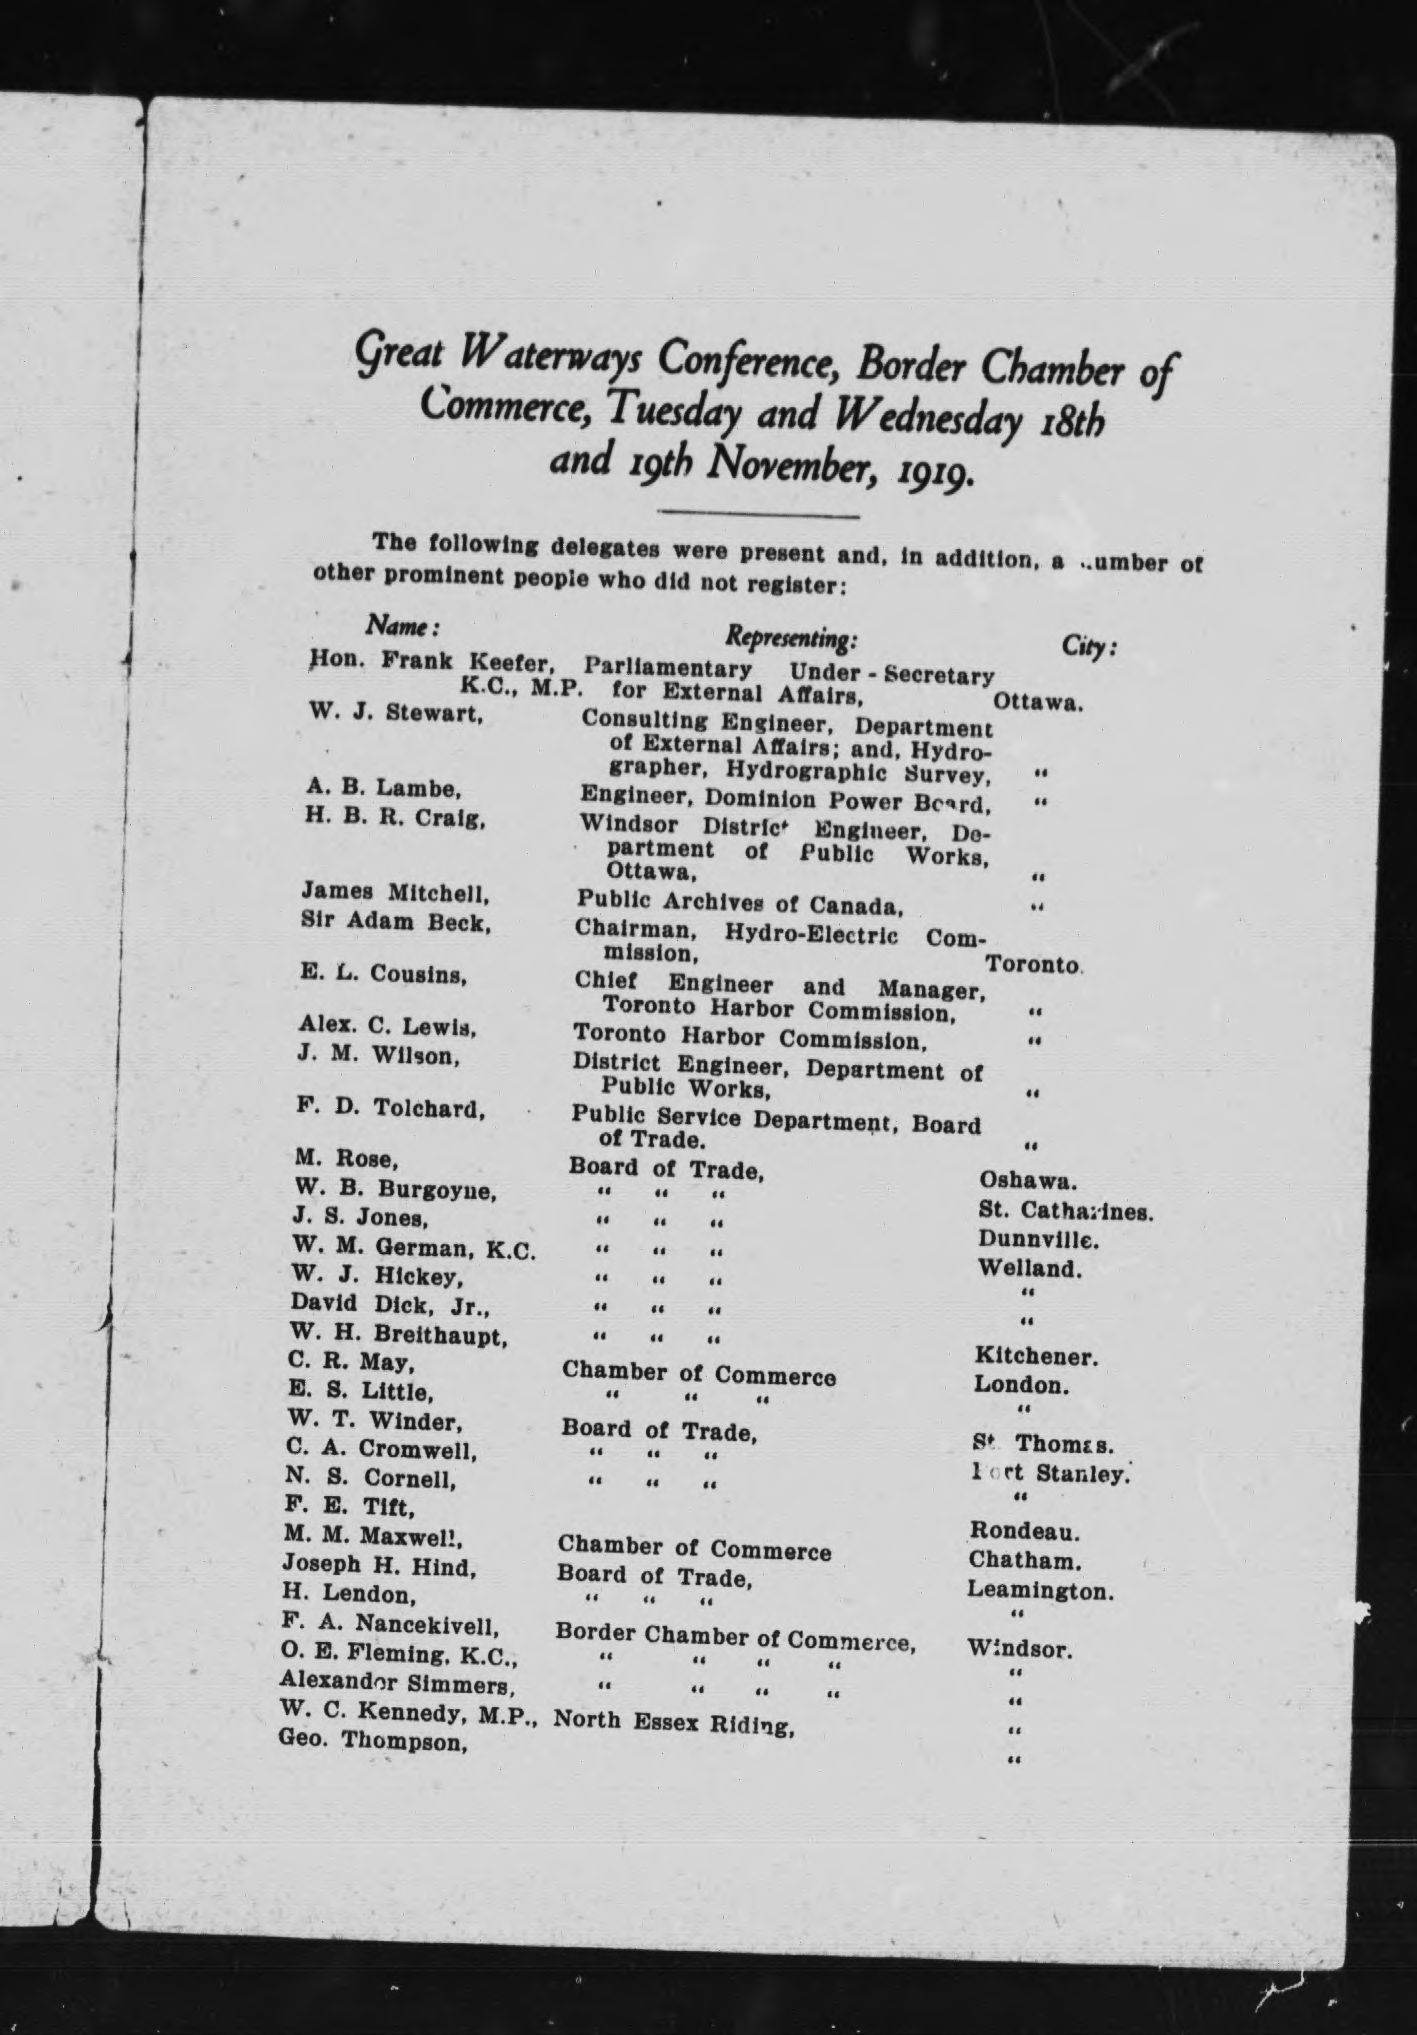 Great Waterways Conference, Border Chamber of
Commerce, Tuesday and Wednesday 18th
and 19th November, 1919.
The following delegates were present and, in addition, a ..umber of
other prominent people who did not register:
Name: Representing: City:
Hon. Frank Keefer, Parliamentary Under-Secretary
K.C., M.P. for External Affairs, Ottawa.
W. J. Stewart, Consulting Engineer, Department
of External Affairs; and, Hydro-
grapher, Hydrographic Survey, “
A. B. Lambe, Engineer, Dominion Power Board, “
H. B. R. Craig, Windsor District Engineer, De-
partment of Public Works,
Ottawa, “
James Mitchell, Public Archives of Canada, “
Sir Adam Beck, Chairman, Hydro-Electric Com-
mission, Toronto.
E. L. Cousins, Chief Engineer and Manager,
Toronto Harbor Commission, “
Alex. C. Lewis, Toronto Harbor Commission, “
J. M. Wilson, District Engineer, Department of
Public Works, “
F. D. Tolchard, Public Service Department, Board
of Trade. “
M. Rose, Board of Trade, Oshawa.
W. B. Burgoyne, “ “ “ St. Catharines.
J. S. Jones, “ “ “ Dunnville.
W. M. German, K.C. “ “ “ Welland.
W. J. Hickey, “ “ “ “
David Dick, Jr., “ “ “ “
W. H. Breithaupt, “ “ “ Kitchener.
C. R. May, Chamber of Commerce London.
E. S. Little, “ “ “ “
W. T. Winder, Board of Trade, St. Thomas.
C. A. Cromwell, “ “ “ Port Stanley.
N. S. Cornell, “ “ “ “
F. E. Tift, Rondeau.
M. M. Maxwell, Chamber of Commerce Chatham.
Joseph H. Hind, Board of Trade, Leamington.
H. Lendon, “ “ “ “
F. A. Nancekivell, Border Chamber of Commerce, Windsor.
O. E. Fleming, K.C., “ “ “ “ “
Alexander Simmers, “ “ “ “ “
W. C. Kennedy, M.P., North Essex Riding, “
Geo. Thompson, “